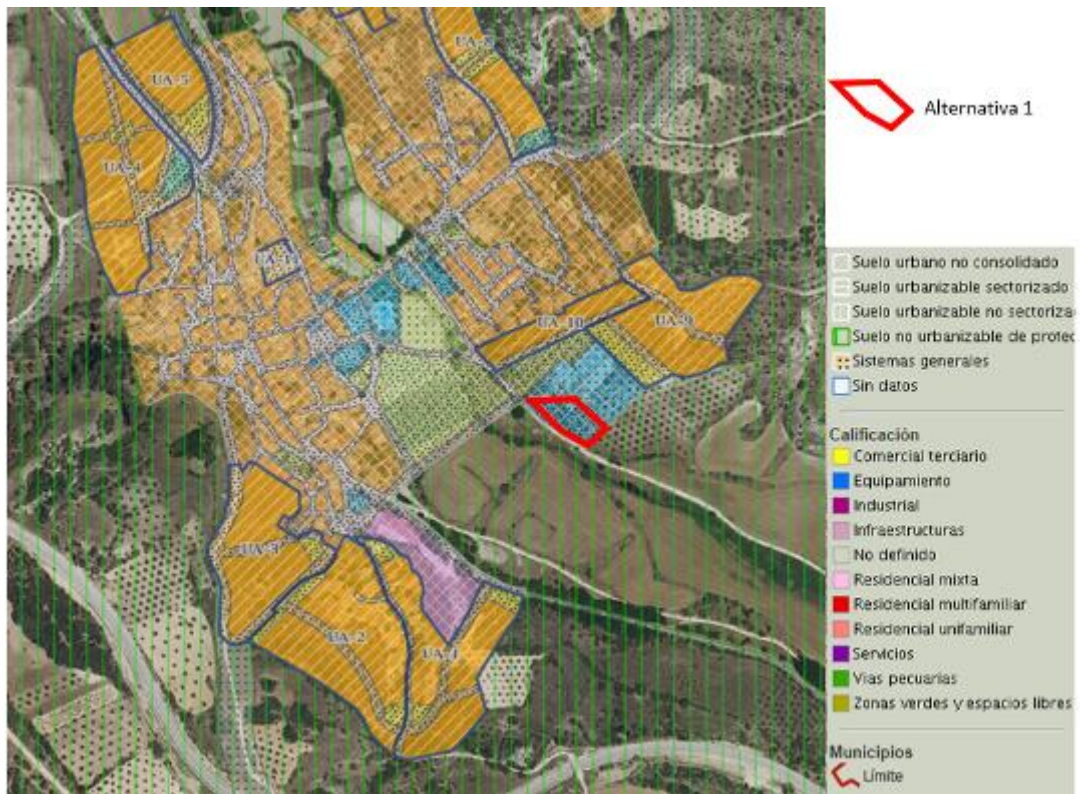 UA-5
UA-4
UA-10
UA-9
UA-3
UA-2
UA-1
Alternativa 1
Suelo urbano no consolidado
Suelo urbanizable sectorizado
Suelo urbanizable no sectoriza
Suelo no urbanizable de protec
Sistemas generales
Sin datos
Calificación
Comercial terciario
Equipamiento
Industrial
Infraestructuras
No definido
Residencial mixta
Residencial multifamiliar
Residencial unifamiliar
Servicios
Vias pecuarias
Zonas verdes y espacios libres
Municipios
Límite